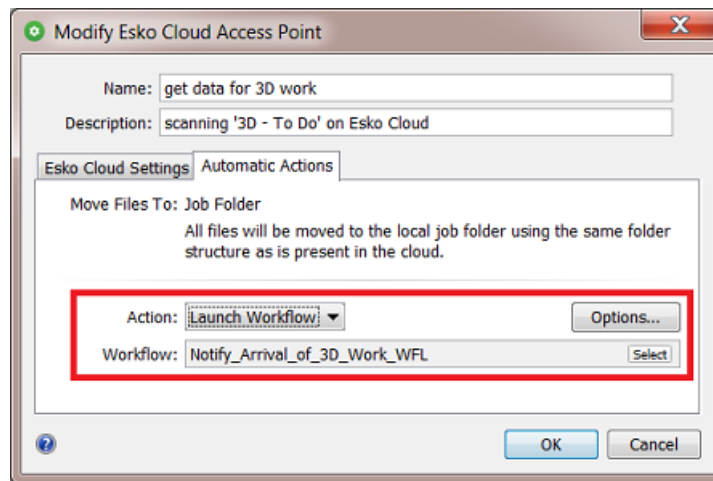 Modify Esko Cloud Access Point
Name: get data for 3D work
Description: scanning '3D - To Do' on Esko Cloud
Esko Cloud Settings Automatic Actions
Move Files To: Job Folder
All files will be moved to the local job folder using the same folder
structure as is present in the cloud.
Action: Launch Workflow Options...
Workflow: Notify_Arrival_of_3D_Work_WFL Select
OK Cancel